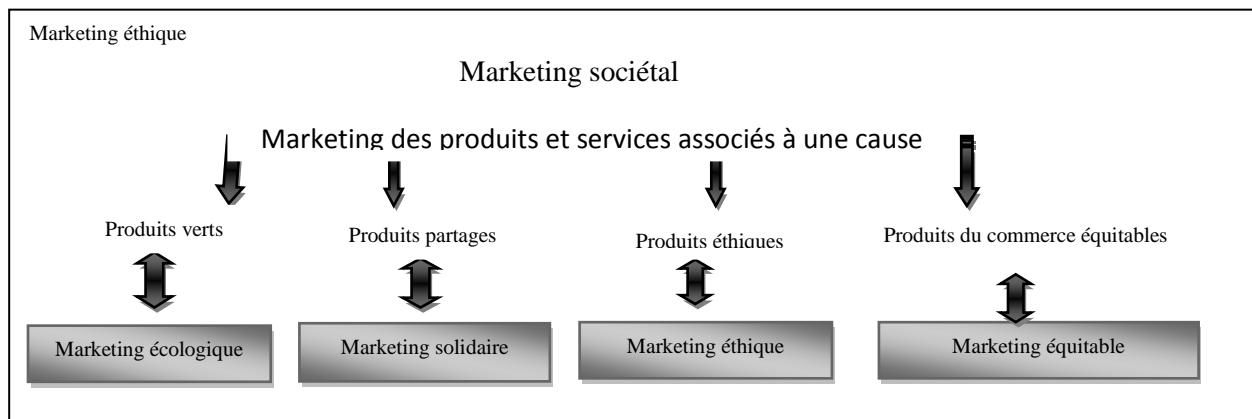 Marketing éthique
Marketing sociétal
Marketing des produits et services associés à une cause
Produits verts
Produits partages
Produits éthiques
Produits du commerce équitables
Marketing écologique
Marketing solidaire
Marketing éthique
Marketing équitable